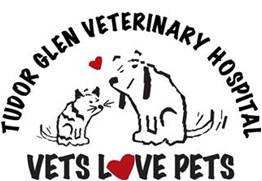 TUDOR GLEN VETERINARY HOSPITAL
VETS LOVE PETS